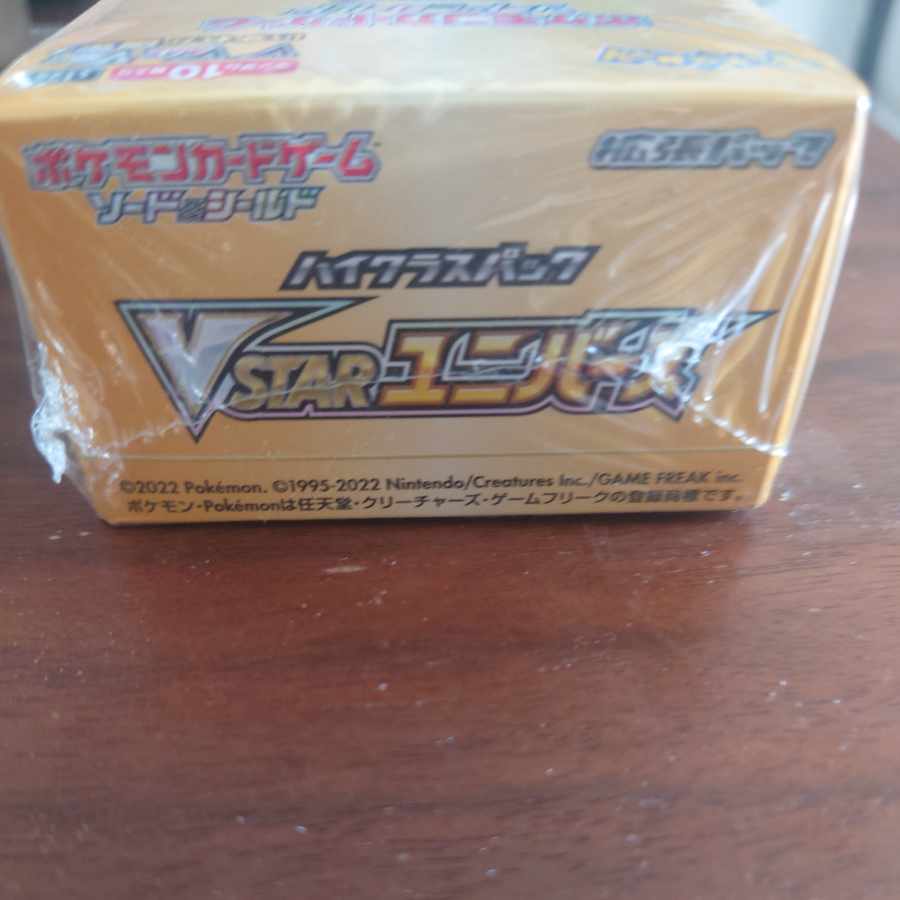 ポケモンカードゲーム
ソード&シールド
拡張パック
ハイクラスパック
VSTARユニバース
©2022 Pokémon. ©1995-2022 Nintendo/Creatures Inc./GAME FREAK inc.
ポケモン・Pokémonは任天堂・クリーチャーズ・ゲームフリークの登録商標です。